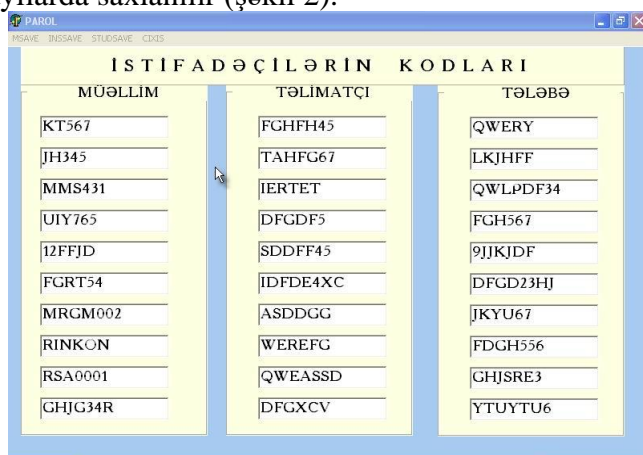 (şəkil 2).
PAROL
MSAVE INSSAVE STUDSAVE CIXIS
İSTİFADƏÇİLƏRİN KODLARI
MÜƏLLİM
KT567
JH345
MMS431
UIY765
12FFJD
FGRT54
MRGM002
RINKON
RSA0001
GHJG34R
TƏLİMATÇI
FGHFH45
TAHFG67
IERTET
DFGDF5
SDDFF45
IDFDE4XC
ASDDGG
WEREFG
QWEASSD
DFGXCV
TƏLƏBƏ
QWERY
LKJHFF
QWLPDF34
FGH567
9JJKJDF
DFGD23HJ
JKYU67
FDGH556
GHJSRE3
YTUYTU6